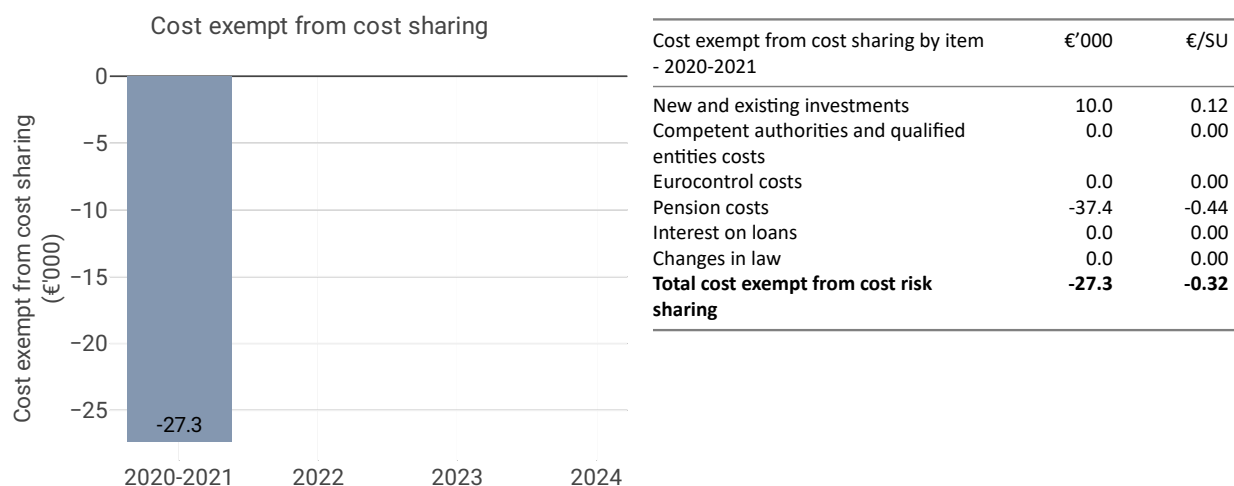 Cost exempt from cost sharing
Cost exempt from cost sharing
(€'000)
0
−5
−10
−15
−20
−25
-27.3
2020-2021 2022 2023 2024
Cost exempt from cost sharing by item €’000 €/SU
- 2020-2021
New and existing investments 10.0 0.12
Competent authorities and qualified 0.0 0.00
entities costs
Eurocontrol costs 0.0 0.00
Pension costs -37.4 -0.44
Interest on loans 0.0 0.00
Changes in law 0.0 0.00
Total cost exempt from cost risk -27.3 -0.32
sharing